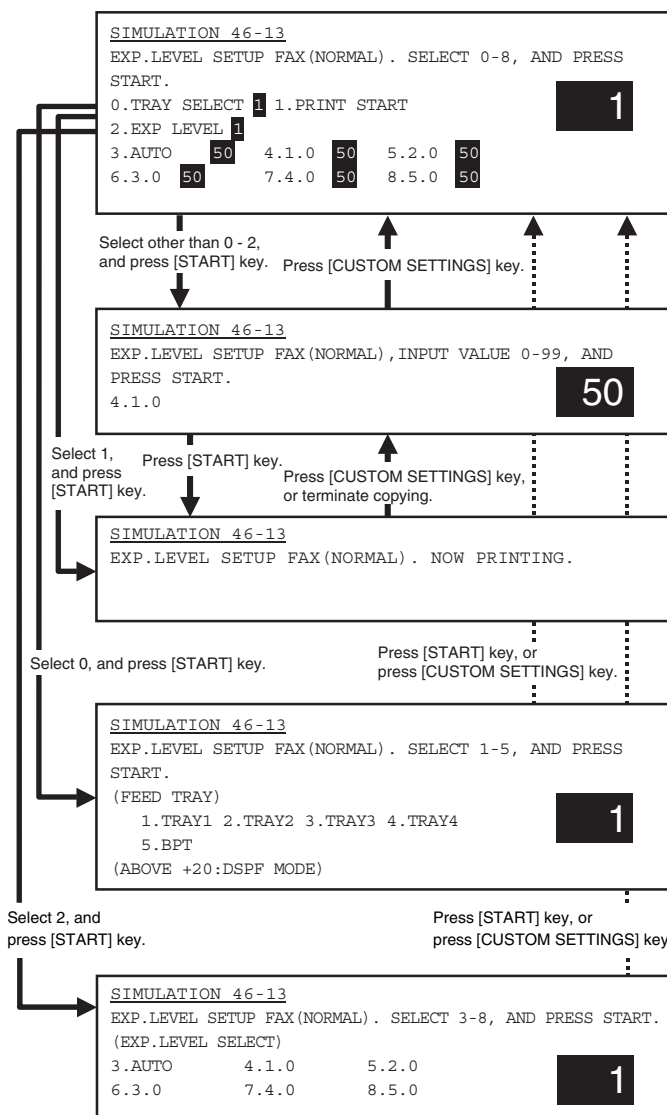 SIMULATION 46-13
EXP.LEVEL SETUP FAX(NORMAL). SELECT 0-8, AND PRESS
START.
0.TRAY SELECT 1 1.PRINT START
2.EXP LEVEL 1
3.AUTO 50 4.1.0 50 5.2.0 50
6.3.0 50 7.4.0 50 8.5.0 50
1
Select other than 0 - 2,
and press [START] key.
Press [CUSTOM SETTINGS] key.
SIMULATION 46-13
EXP.LEVEL SETUP FAX(NORMAL),INPUT VALUE 0-99, AND
PRESS START.
4.1.0
50
Select 1,
and press
[START] key.
Press [START] key.
Press [CUSTOM SETTINGS] key,
or terminate copying.
SIMULATION 46-13
EXP.LEVEL SETUP FAX(NORMAL). NOW PRINTING.
Select 0, and press [START] key.
Press [START] key, or
press [CUSTOM SETTINGS] key.
SIMULATION 46-13
EXP.LEVEL SETUP FAX(NORMAL). SELECT 1-5, AND PRESS
START.
(FEED TRAY)
1.TRAY1 2.TRAY2 3.TRAY3 4.TRAY4
5.BPT
(ABOVE +20:DSPF MODE)
1
Select 2, and
press [START] key.
Press [START] key, or
press [CUSTOM SETTINGS] key
SIMULATION 46-13
EXP.LEVEL SETUP FAX(NORMAL). SELECT 3-8, AND PRESS START.
(EXP.LEVEL SELECT)
3.AUTO 4.1.0 5.2.0
6.3.0 7.4.0 8.5.0
1